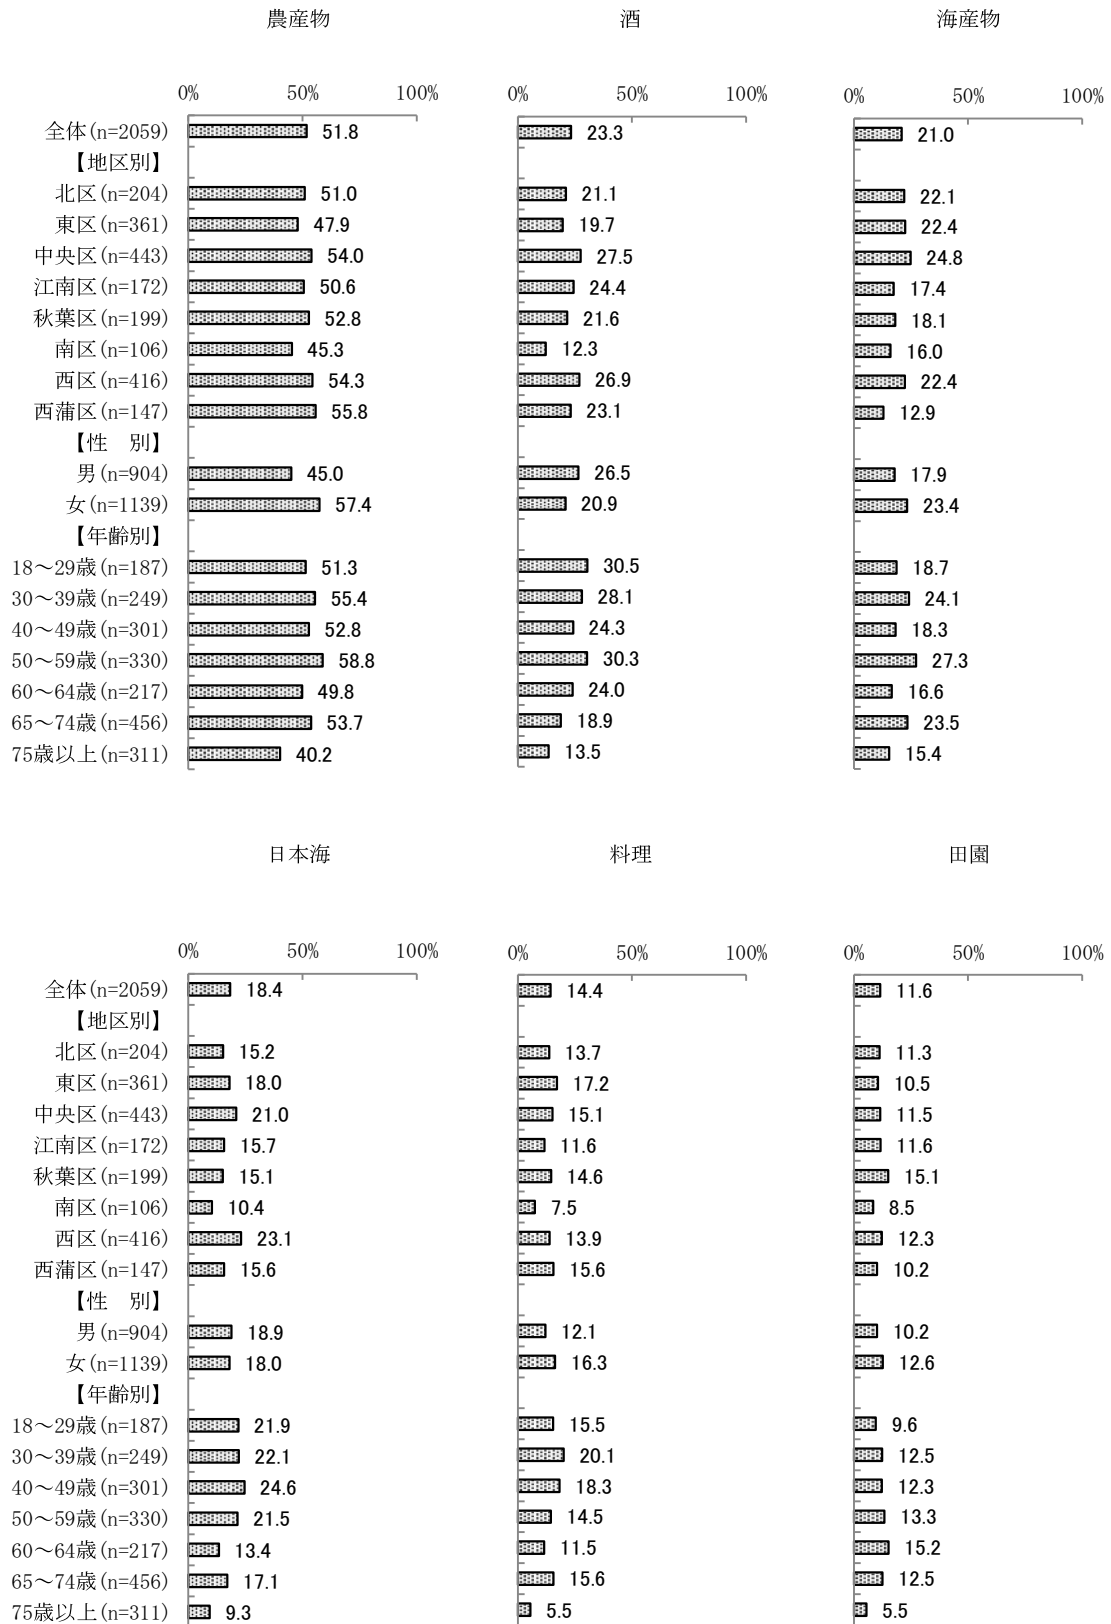 農産物 酒 海産物
0% 50% 100% 0% 50% 100% 0% 50% 100%
全体(n=2059) 51.8 23.3 21.0
【地区別】
北区(n=204) 51.0 21.1 22.1
東区(n=361) 47.9 19.7 22.4
中央区(n=443) 54.0 27.5 24.8
江南区(n=172) 50.6 24.4 17.4
秋葉区(n=199) 52.8 21.6 18.1
南区(n=106) 45.3 12.3 16.0
西区(n=416) 54.3 26.9 22.4
西蒲区(n=147) 55.8 23.1 12.9
【性　別】
男(n=904) 45.0 26.5 17.9
女(n=1139) 57.4 20.9 23.4
【年齢別】
18～29歳(n=187) 51.3 30.5 18.7
30～39歳(n=249) 55.4 28.1 24.1
40～49歳(n=301) 52.8 24.3 18.3
50～59歳(n=330) 58.8 30.3 27.3
60～64歳(n=217) 49.8 24.0 16.6
65～74歳(n=456) 53.7 18.9 23.5
75歳以上(n=311) 40.2 13.5 15.4
日本海 料理 田園
0% 50% 100% 0% 50% 100% 0% 50% 100%
全体(n=2059) 18.4 14.4 11.6
【地区別】
北区(n=204) 15.2 13.7 11.3
東区(n=361) 18.0 17.2 10.5
中央区(n=443) 21.0 15.1 11.5
江南区(n=172) 15.7 11.6 11.6
秋葉区(n=199) 15.1 14.6 15.1
南区(n=106) 10.4 7.5 8.5
西区(n=416) 23.1 13.9 12.3
西蒲区(n=147) 15.6 15.6 10.2
【性　別】
男(n=904) 18.9 12.1 10.2
女(n=1139) 18.0 16.3 12.6
【年齢別】
18～29歳(n=187) 21.9 15.5 9.6
30～39歳(n=249) 22.1 20.1 12.5
40～49歳(n=301) 24.6 18.3 12.3
50～59歳(n=330) 21.5 14.5 13.3
60～64歳(n=217) 13.4 11.5 15.2
65～74歳(n=456) 17.1 15.6 12.5
75歳以上(n=311) 9.3 5.5 5.5